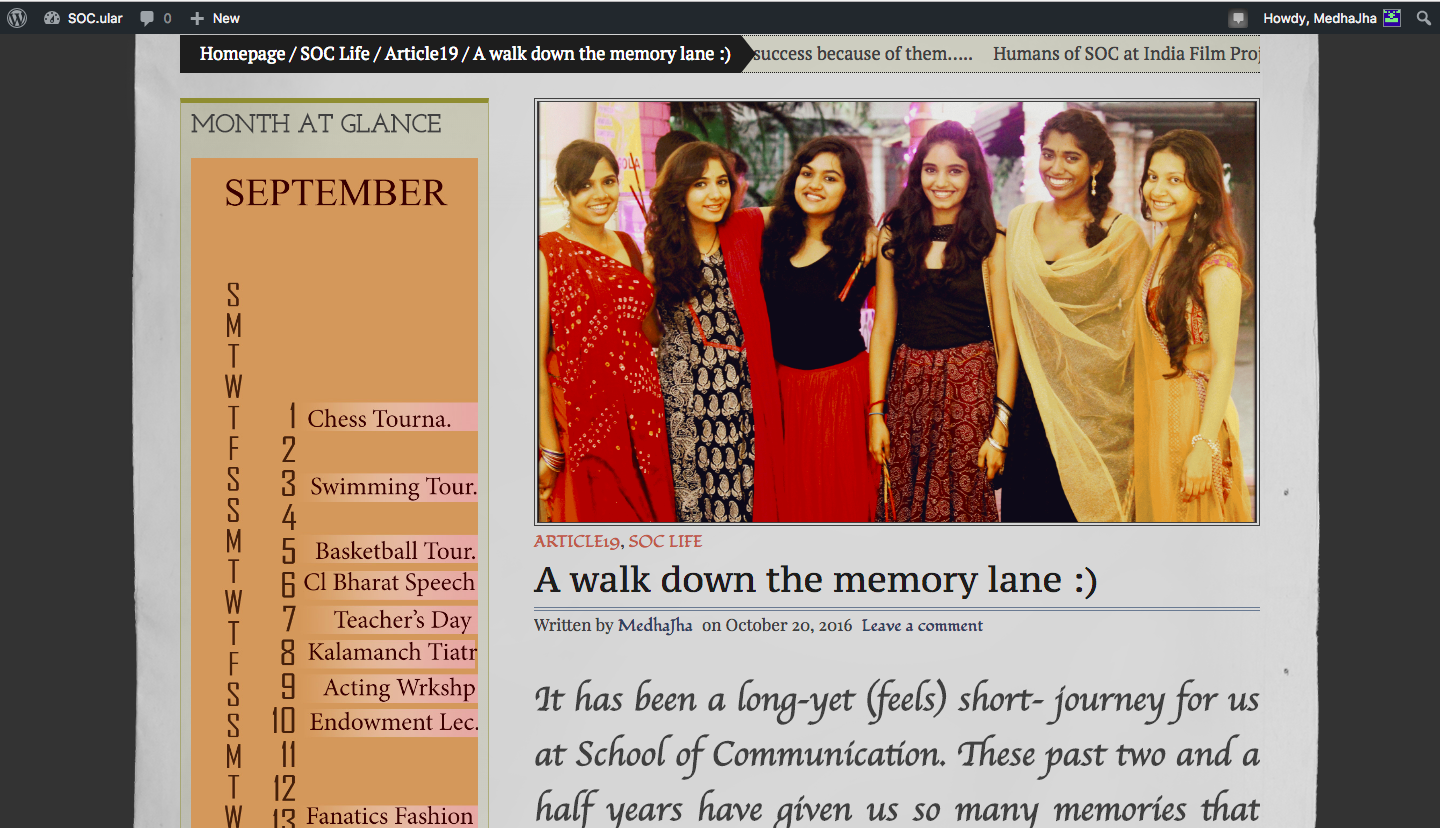 SOC.ular 0 New Howdy, MedhaJha
Homepage / SOC Life / Article19 / A walk down the memory lane :) success because of them..... Humans of SOC at India Film Proj
MONTH AT GLANCE
SEPTEMBER
S
M
T
W
T 1 Chess Tourna.
F 2
S 3 Swimming Tour.
S 4
M 5 Basketball Tour.
T 6 Cl Bharat Speech
W 7 Teacher's Day
T 8 Kalamanch Tiatr
F 9 Acting Wrkshp
S 10 Endowment Lec.
S 11
M 12
T 13 Fanatics Fashion
W
ARTICLE19, SOC LIFE
A walk down the memory lane :)
Written by MedhaJha on October 20, 2016 Leave a comment
It has been a long-yet (feels) short- journey for us
at School of Communication. These past two and a
half years have given us so many memories that